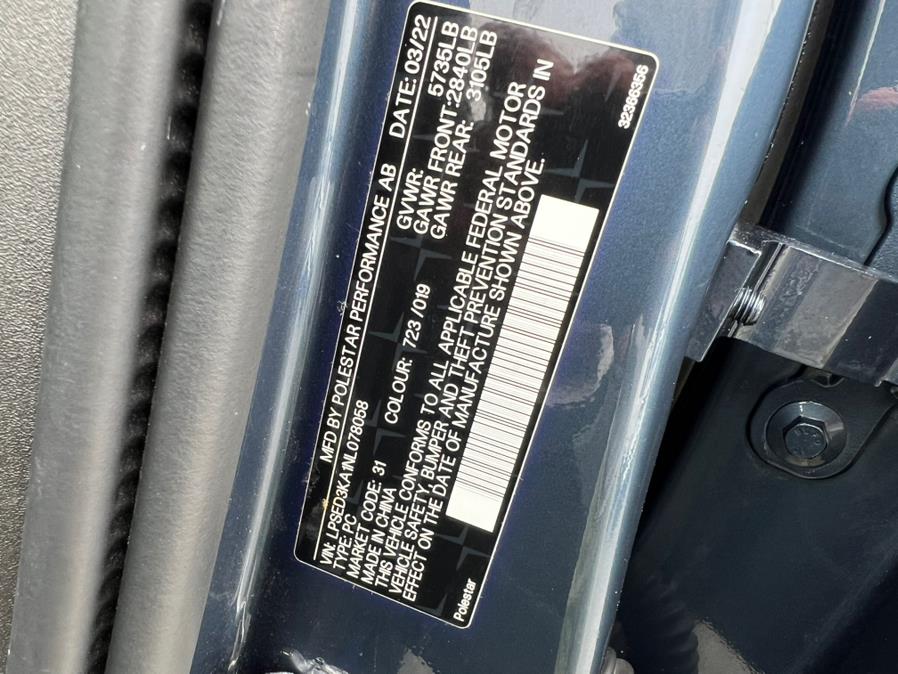 MFD BY POLESTAR PERFORMANCE AB DATE: 03/22
VIN: LPSED3KA1NL078058
TYPE: PC GVWR: 5735LB
MARKET CODE: 31 COLOUR: 723 /019 GAWR FRONT:2840LB
MADE IN CHINA GAWR REAR: 3105LB
THIS VEHICLE CONFORMS TO ALL APPLICABLE FEDERAL MOTOR
VEHICLE SAFETY, BUMPER AND THEFT PREVENTION STANDARDS IN
EFFECT ON THE DATE OF MANUFACTURE SHOWN ABOVE.
Polestar 32366356